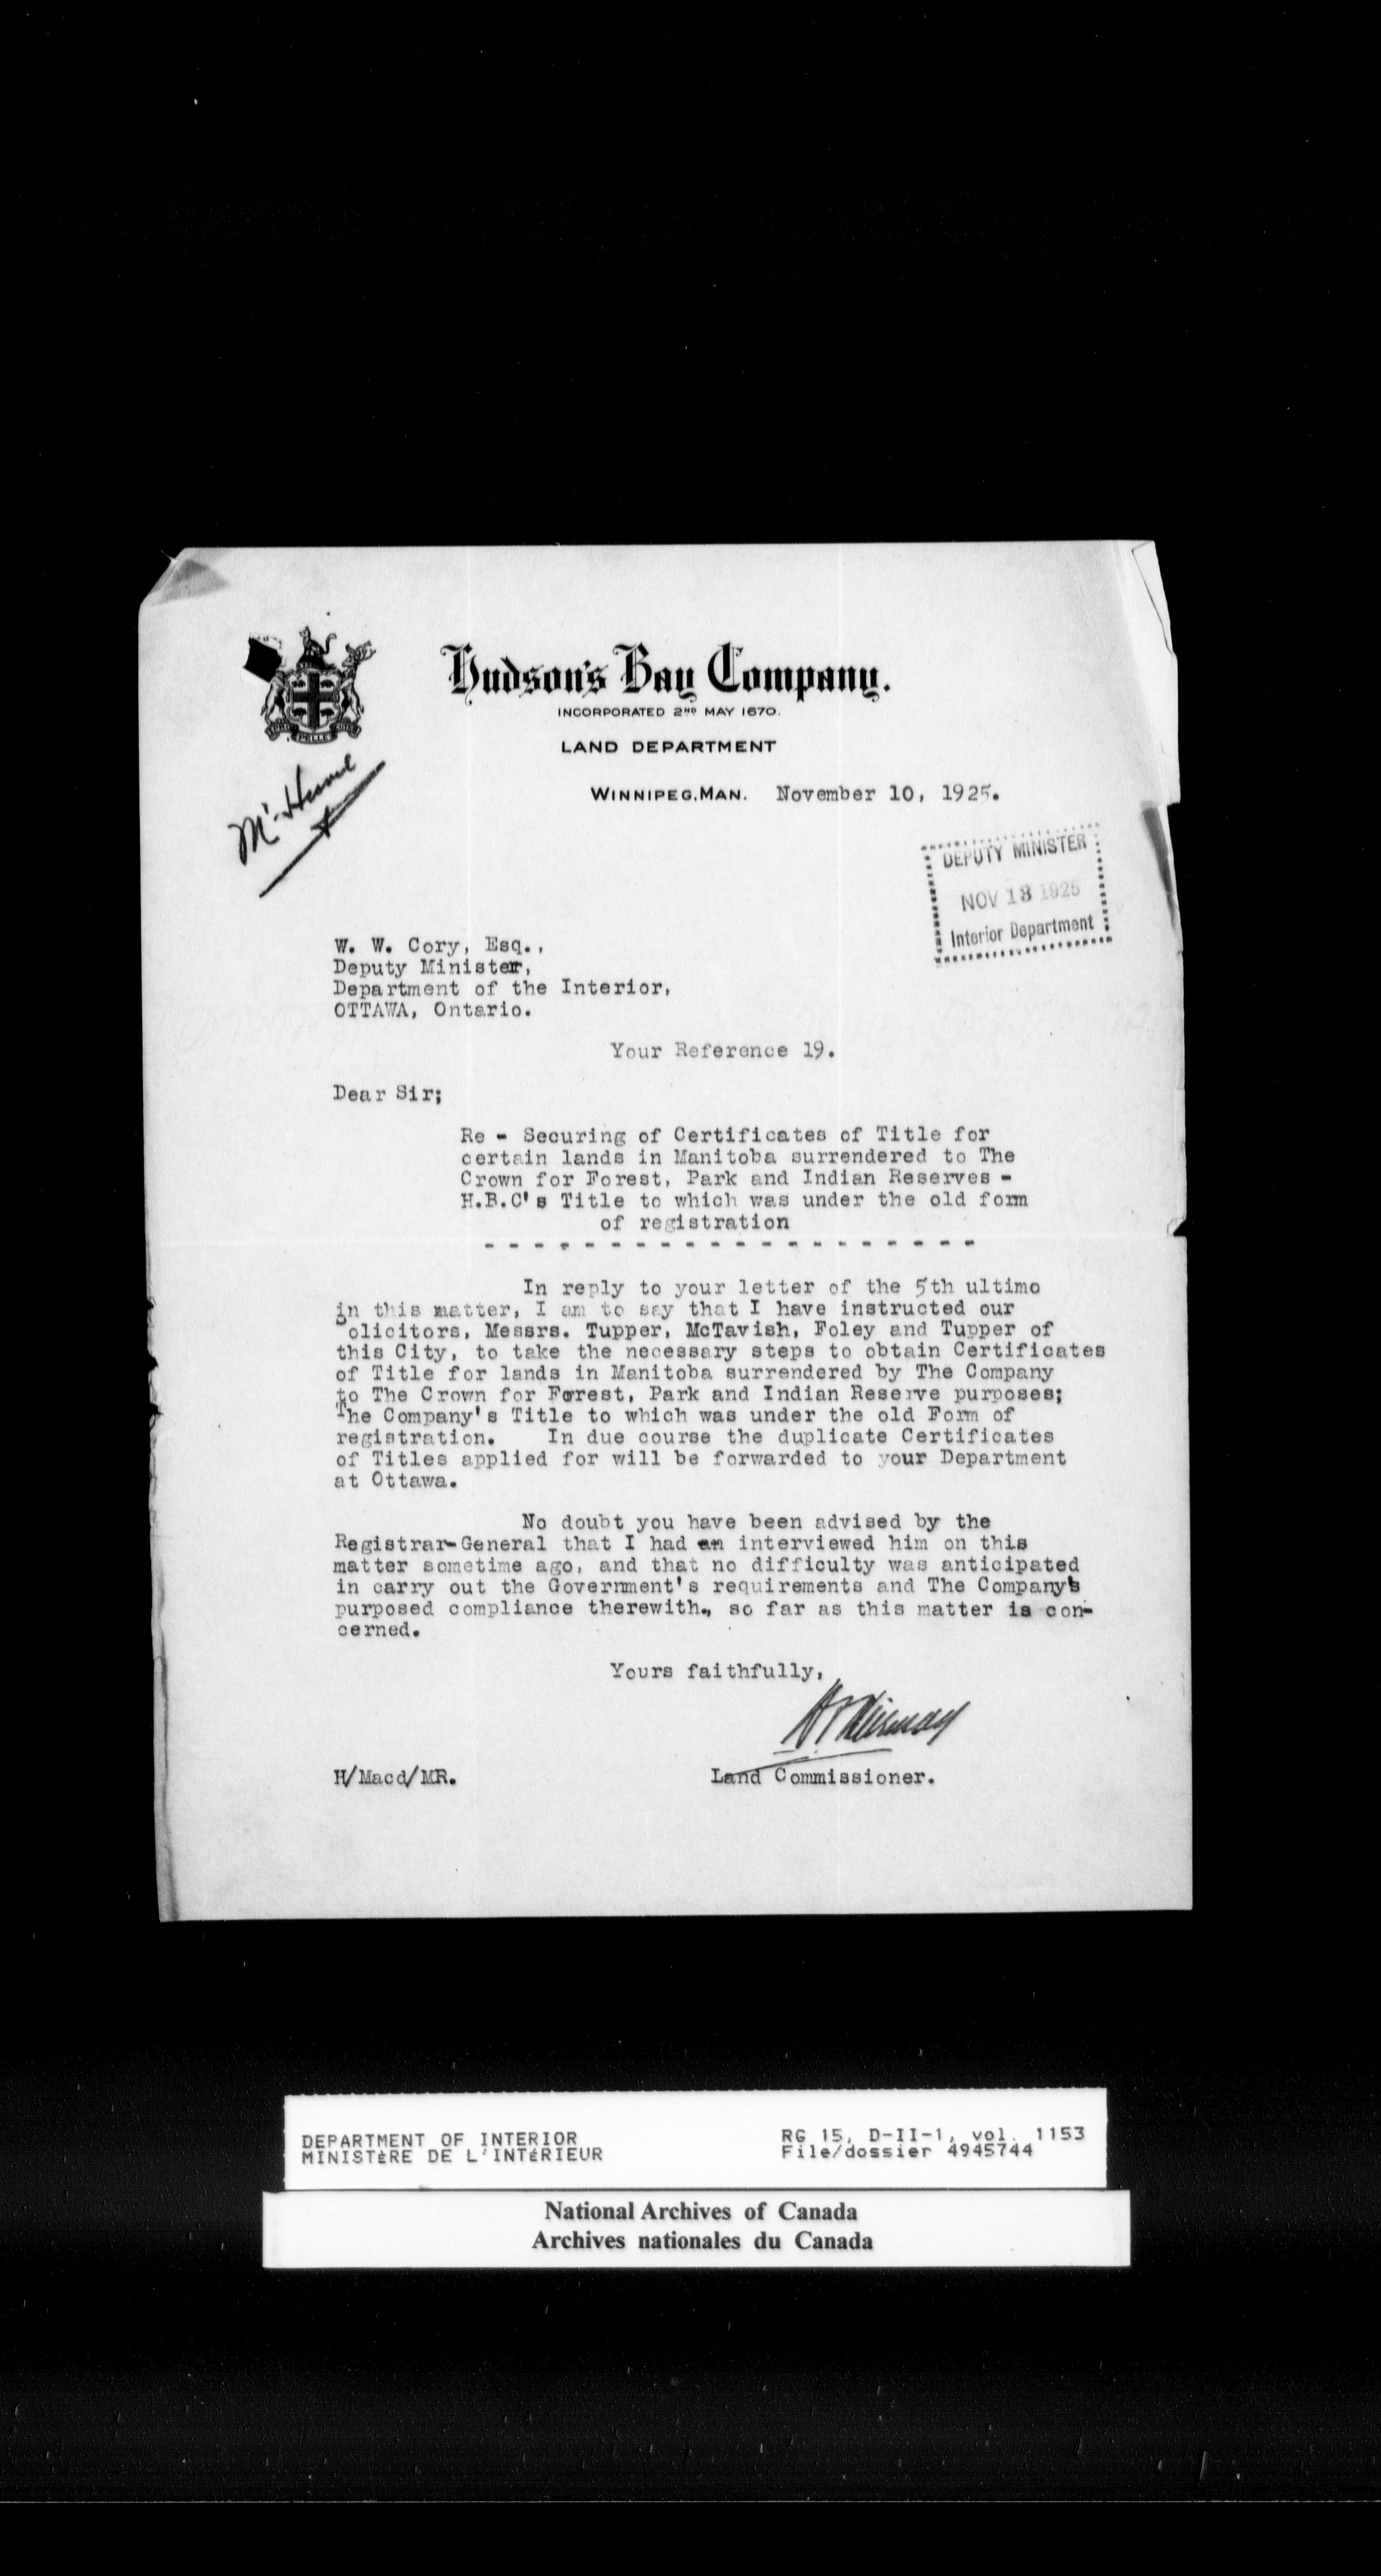 Hudson's Bay Company.
INCORPORATED 2ND MAY 1670.
LAND DEPARTMENT
WINNIPEG, MAN. November 10, 1925.
DEPUTY MINISTER
NOV 13 1925
Interior Department
W. W. Cory, Esq.,
Deputy Minister,
Department of the Interior,
OTTAWA, Ontario.
Your Reference 19.
Dear Sir;
Re - Securing of Certificates of Title for
certain lands in Manitoba surrendered to The
Crown for Forest, Park and Indian Reserves -
H.B.C's Title to which was under the old form
of registration
- - - - - - - - - - - - - - - - - - - -
In reply to your letter of the 5th ultimo
in this matter, I am to say that I have instructed our
Solicitors, Messrs. Tupper, McTavish, Foley and Tupper of
this City, to take the necessary steps to obtain Certificates
of Title for lands in Manitoba surrendered by The Company
to The Crown for Forest, Park and Indian Reserve purposes;
The Company's Title to which was under the old Form of
registration. In due course the duplicate Certificates
of Titles applied for will be forwarded to your Department
at Ottawa.
No doubt you have been advised by the
Registrar-General that I had an interviewed him on this
matter sometime ago, and that no difficulty was anticipated
in carry out the Government's requirements and The Company's
purposed compliance therewith., so far as this matter is con-
cerned.
Yours faithfully,
H/Macd/MR.
Land Commissioner.
DEPARTMENT OF INTERIOR
MINISTÈRE DE L'INTÉRIEUR
RG 15, D-II-1, vol. 1153
File/dossier 4945744
National Archives of Canada
Archives nationales du Canada